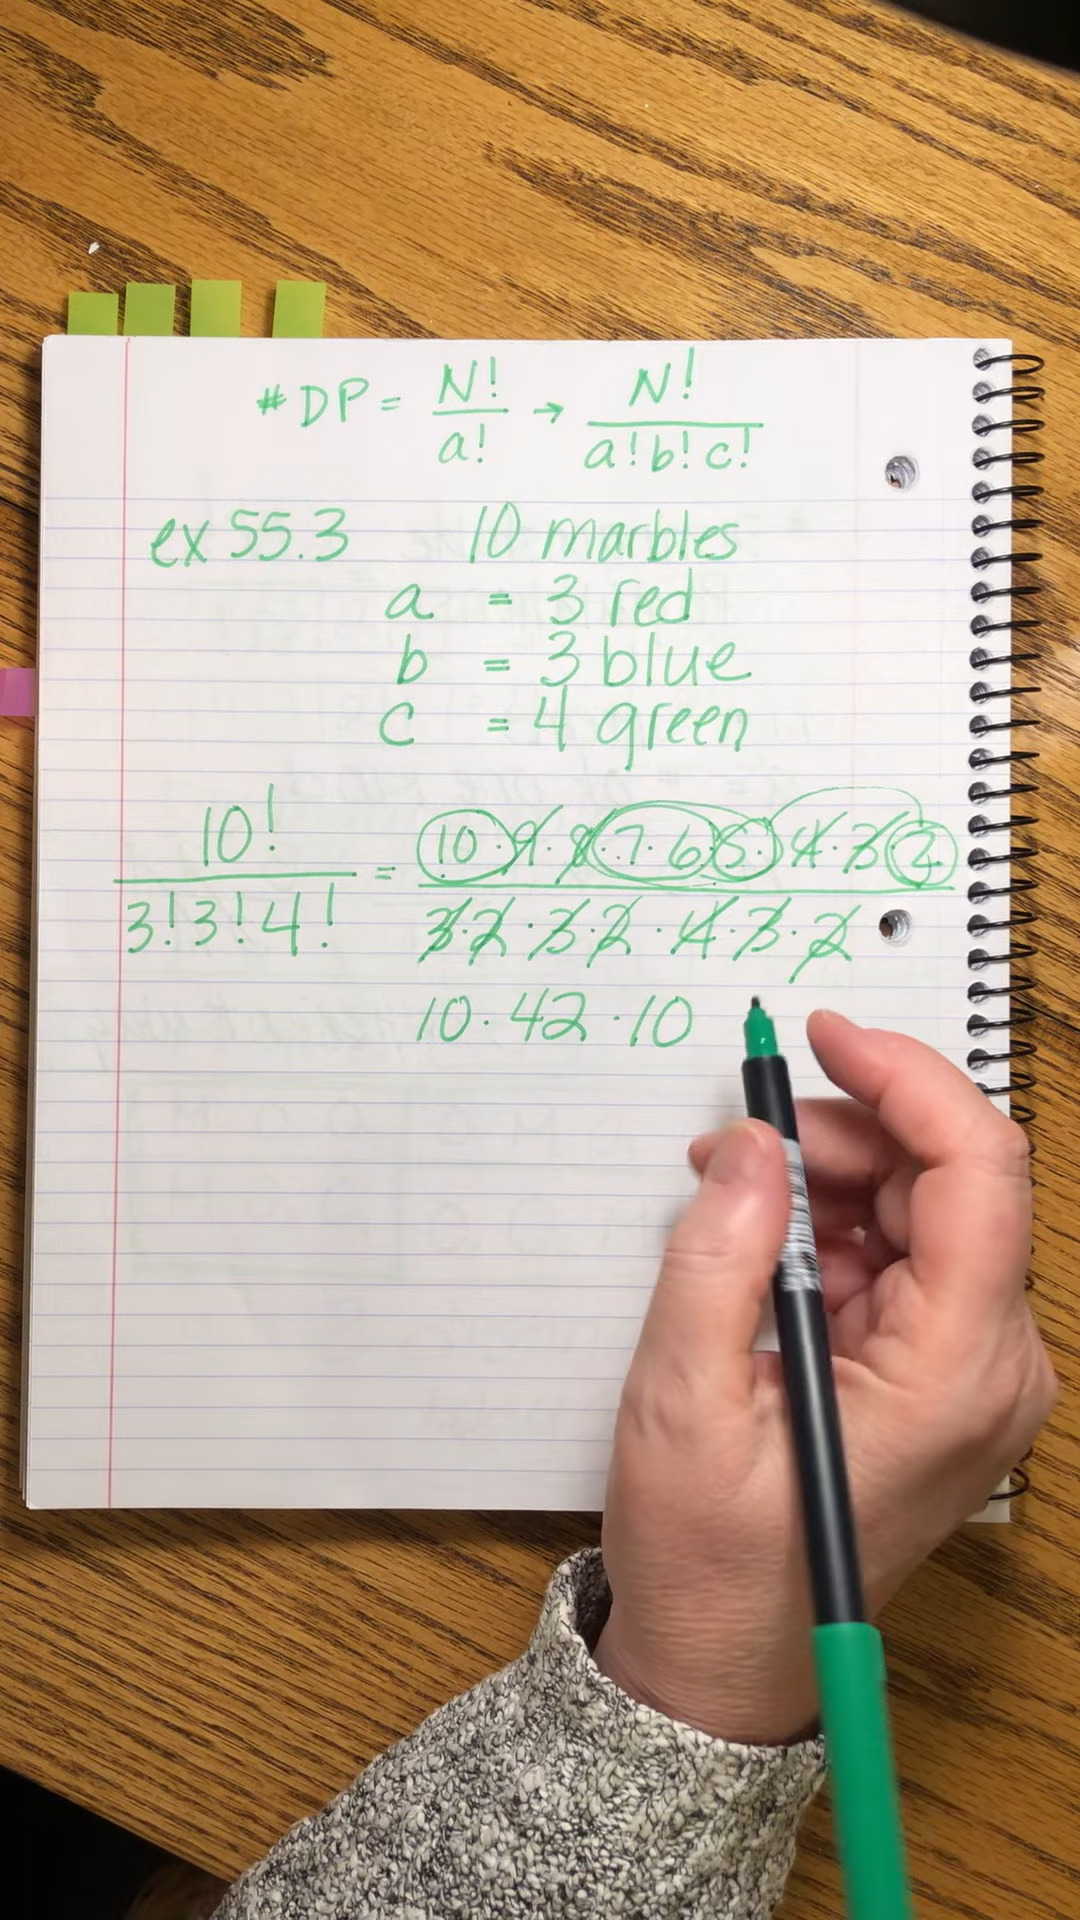 # DP = N!/a! → N!/a!b!c!
ex 55.3 10 marbles
a = 3 red
b = 3 blue
c = 4 green
10!/3!3!4! = 10·9·8·7·6·5·4·3·2/3·2·3·2·4·3·2
10·42·10